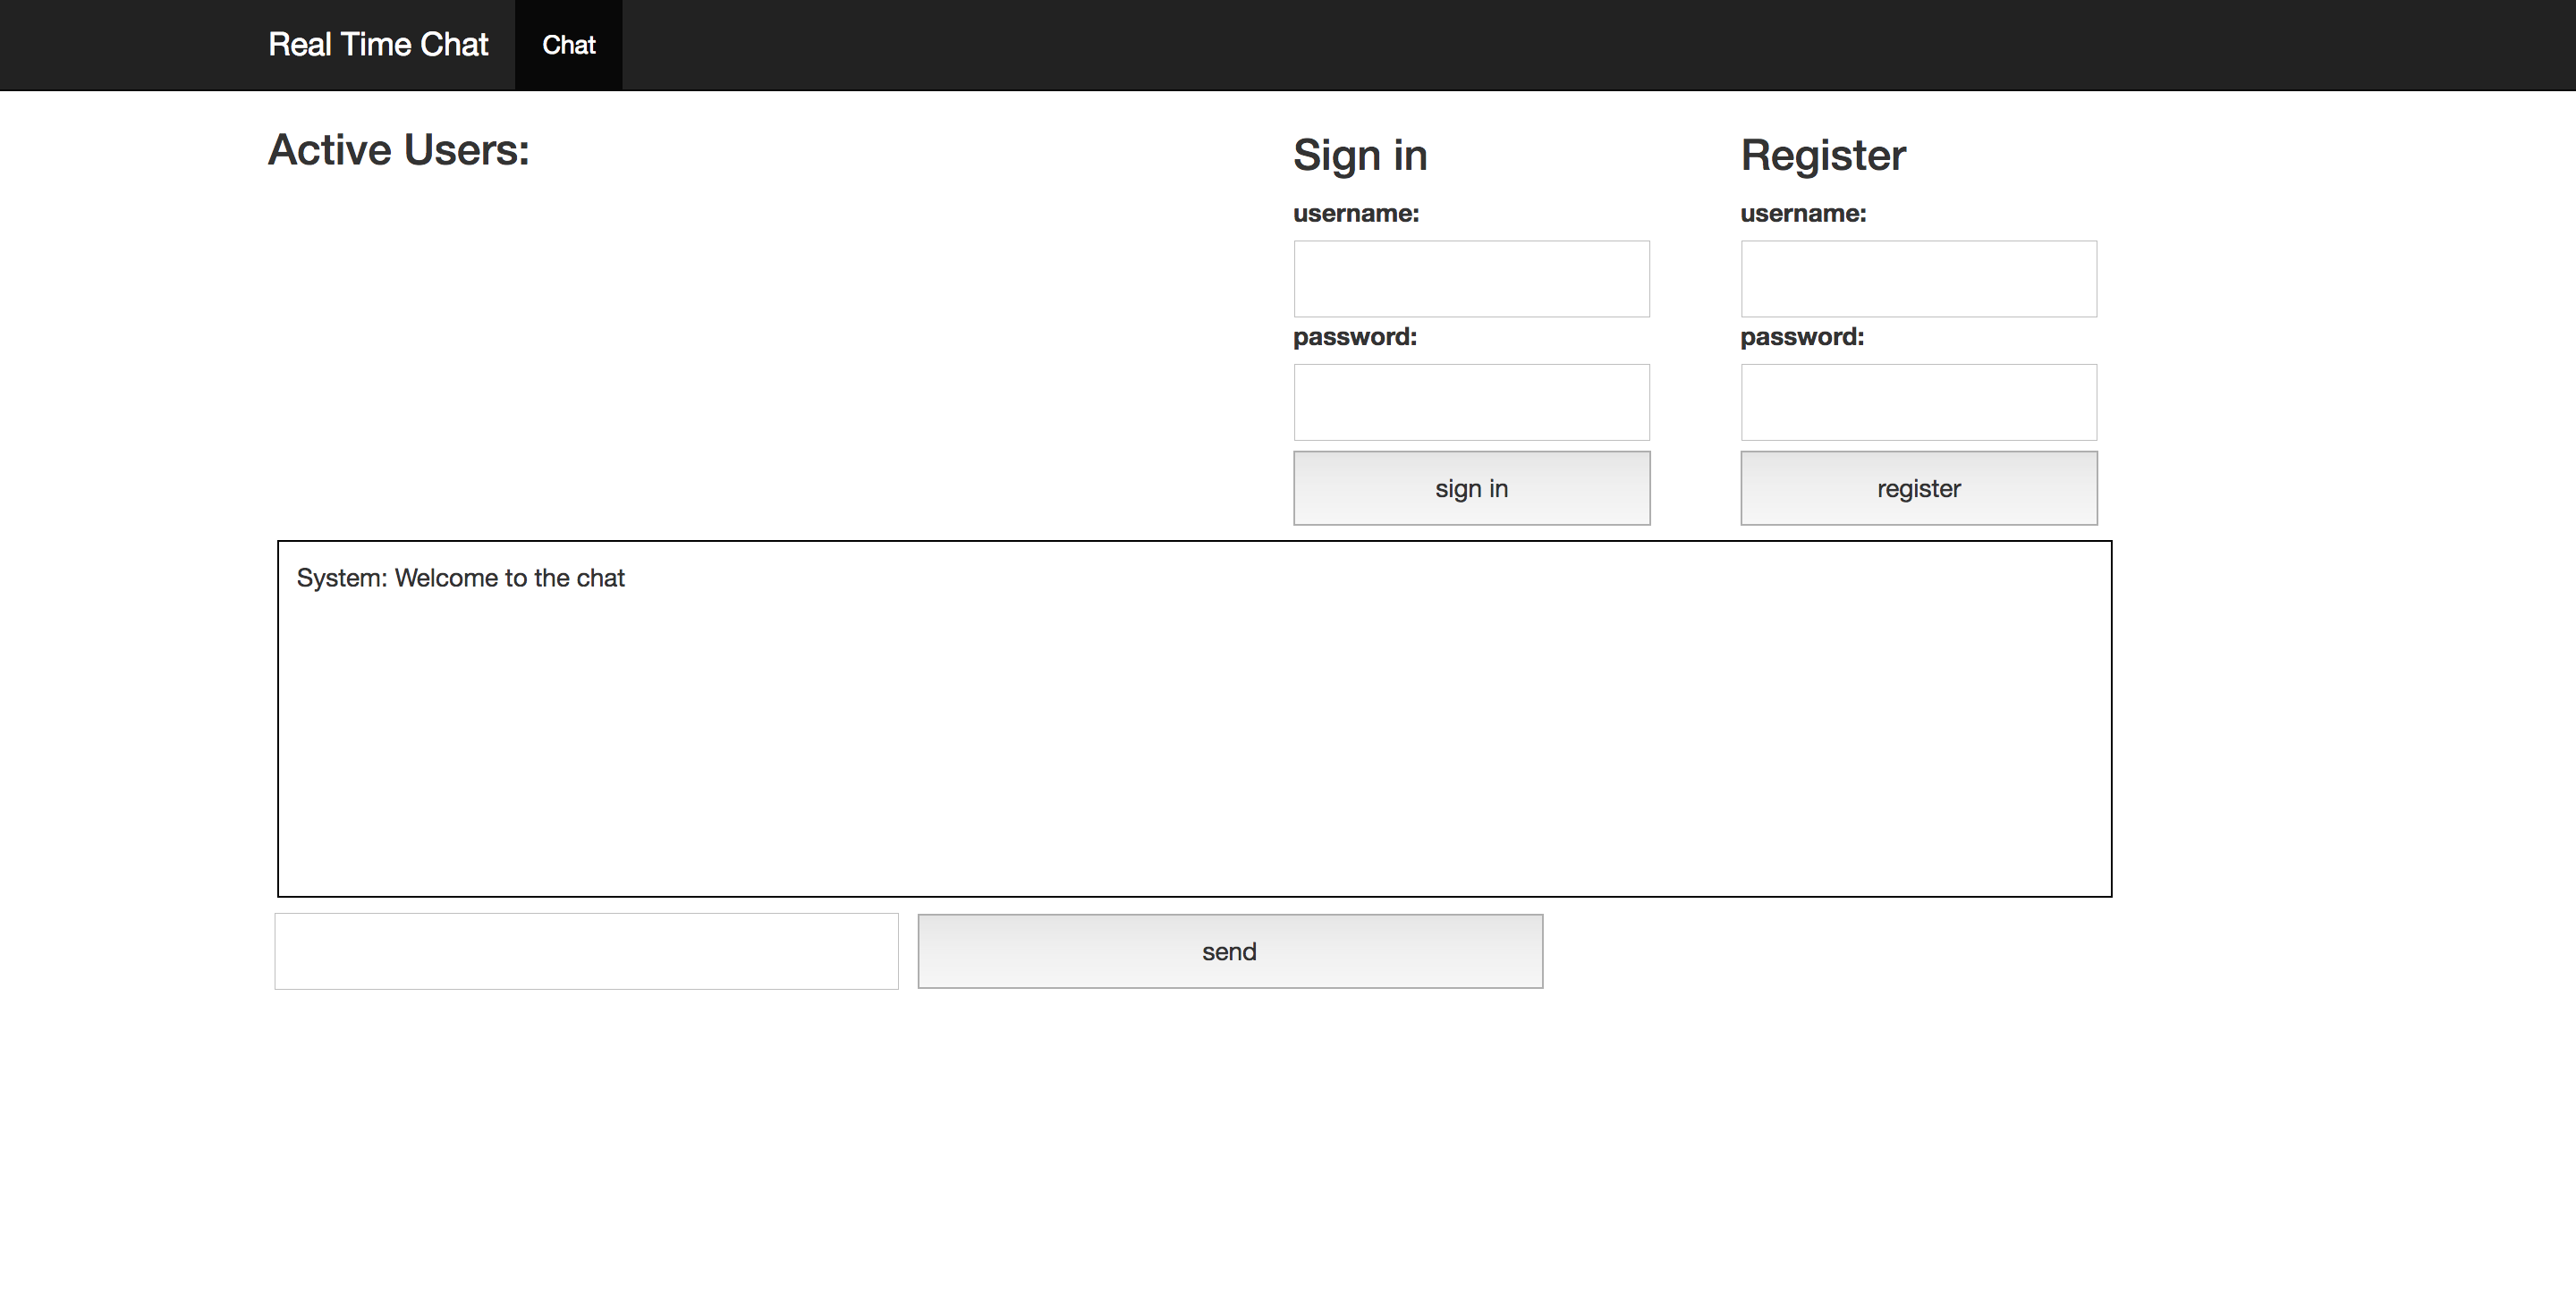 Real Time Chat Chat
Active Users:
Sign in
username:
password:
sign in
Register
username:
password:
register
System: Welcome to the chat
send